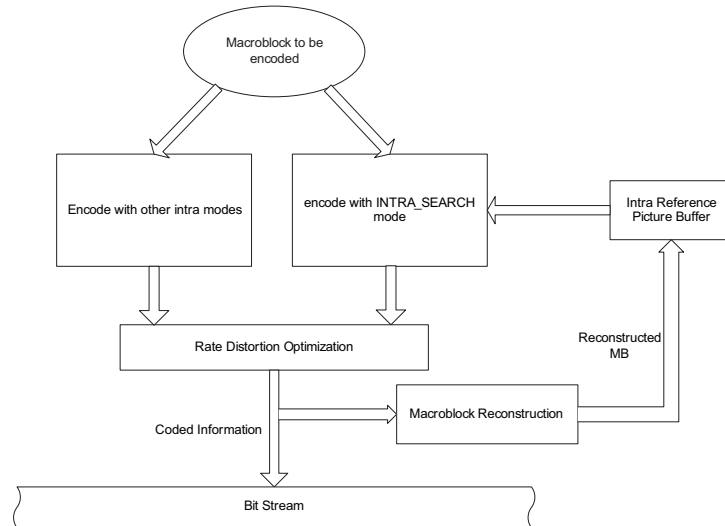 Macroblock to be
encoded
Encode with other intra modes
encode with INTRA_SEARCH
mode
Intra Reference
Picture Buffer
Rate Distortion Optimization
Reconstructed
MB
Coded Information
Macroblock Reconstruction
Bit Stream